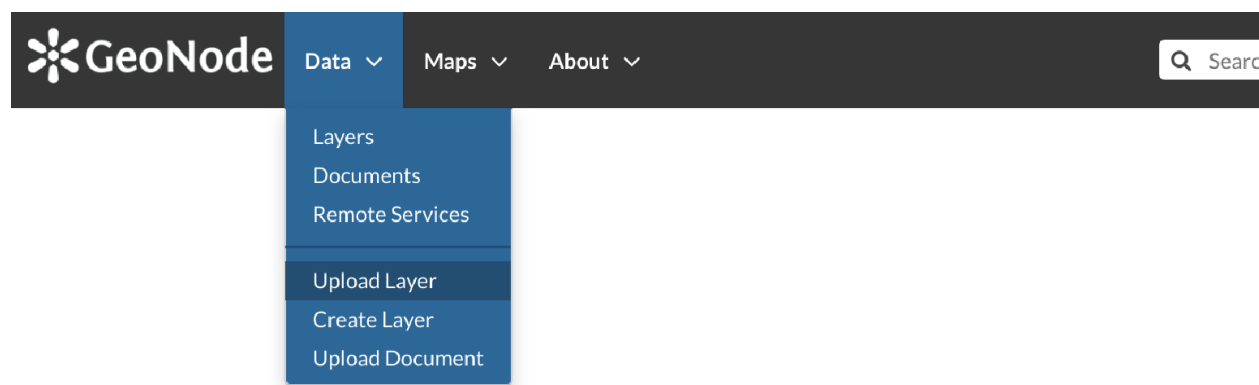 GeoNode Data Maps About
Layers
Documents
Remote Services
Upload Layer
Create Layer
Upload Document